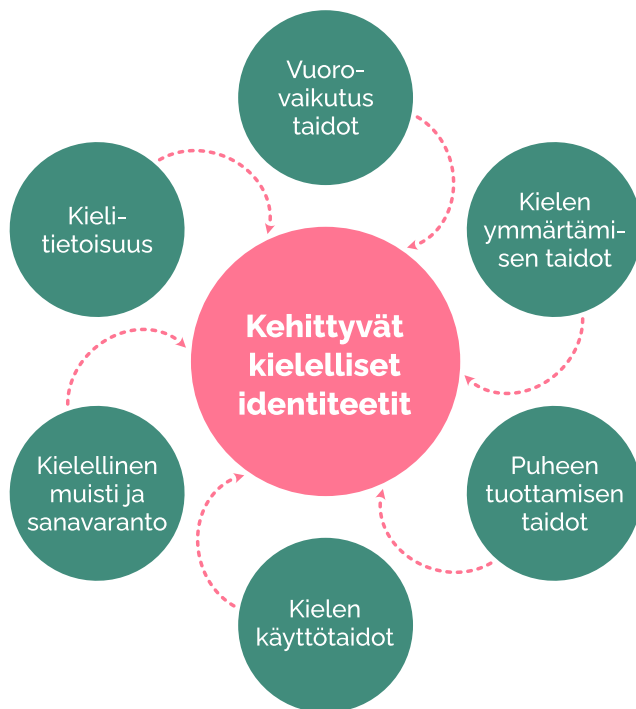 Vuoro-
vaikutus
taidot
Kielen
ymmärtämi-
sen taidot
Puheen
tuottamisen
taidot
Kielen
käyttötaidot
Kielellinen
muisti ja
sanavaranto
Kieli-
tietoisuus
Kehittyvät
kielelliset
identiteetit